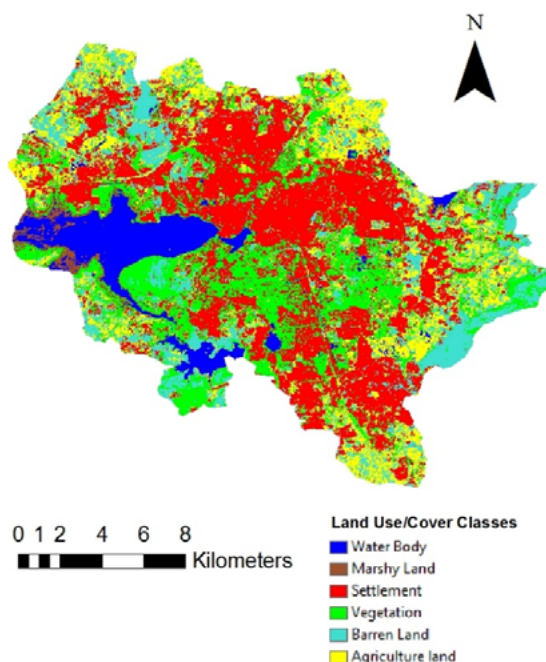 N
0 1 2 4 6 8
Kilometers
Land Use/Cover Classes
Water Body
Marshy Land
Settlement
Vegetation
Barren Land
Agriculture land